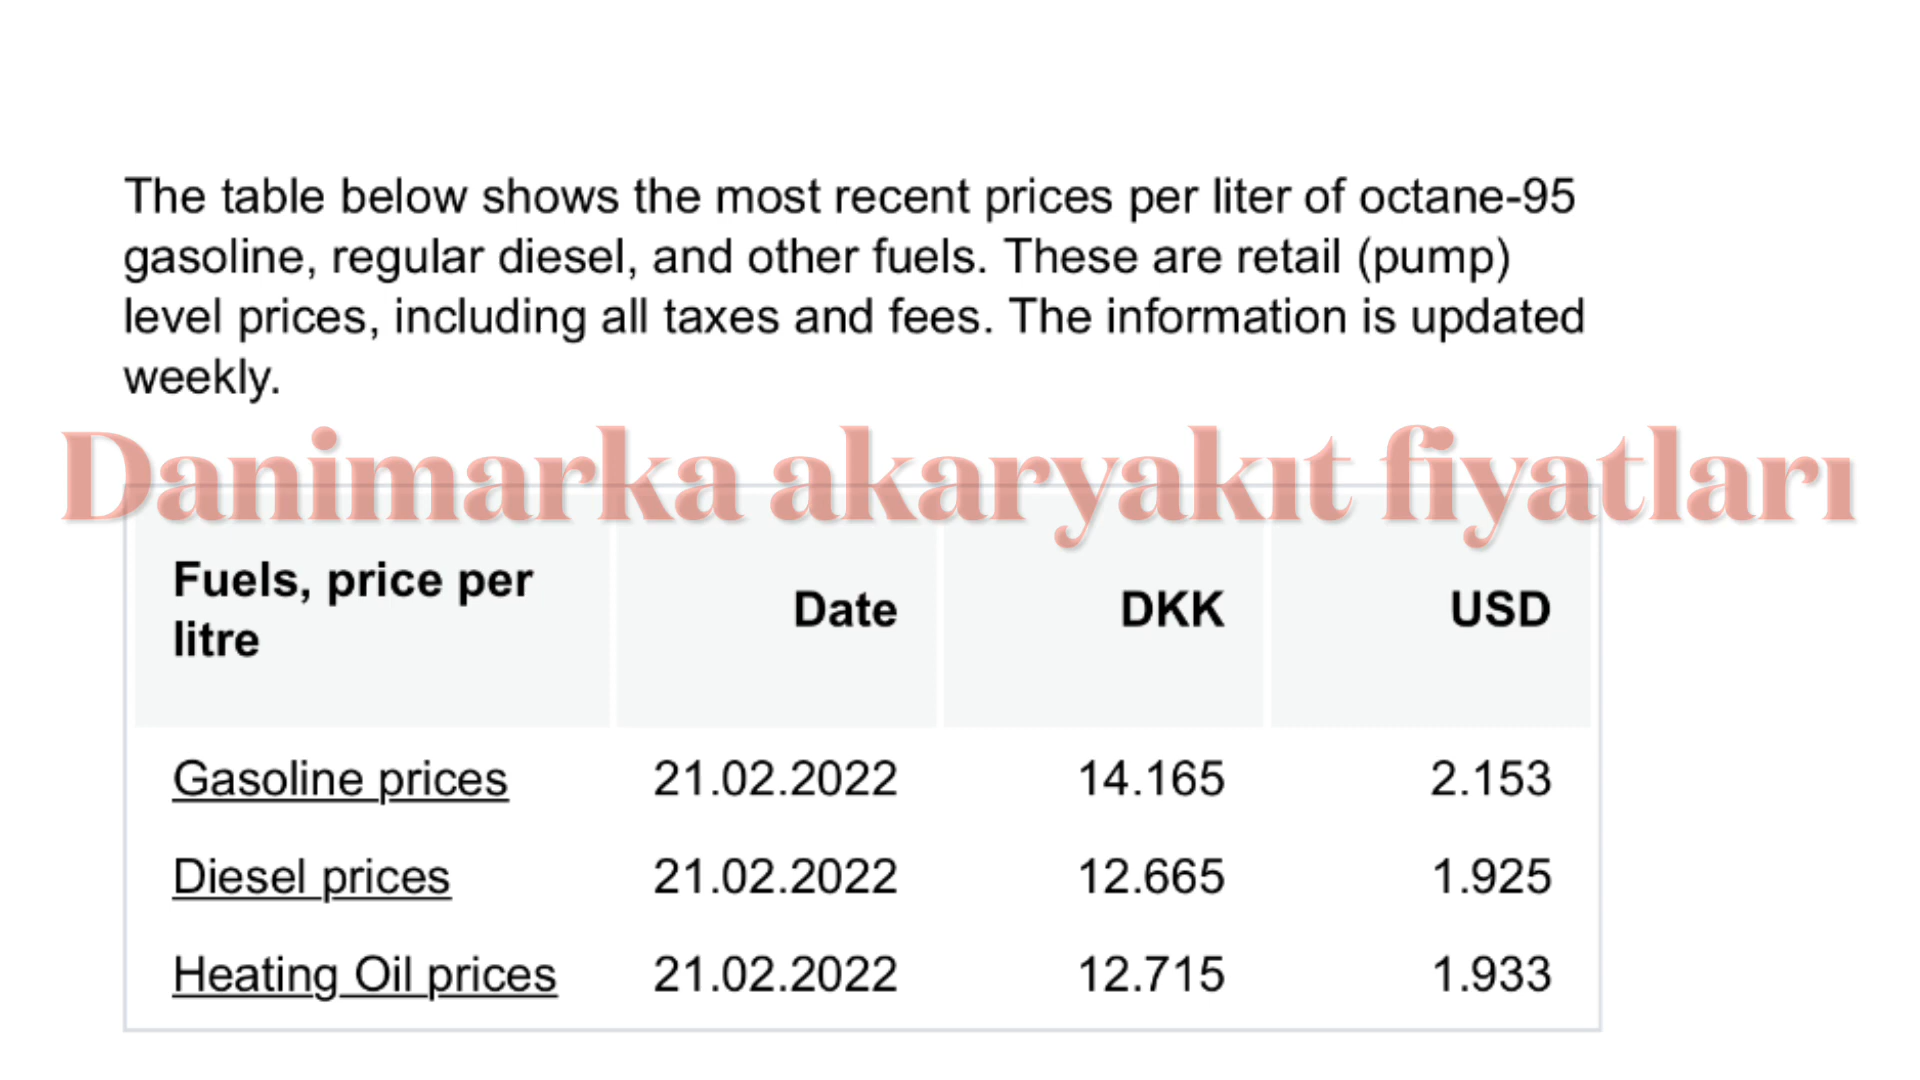 The table below shows the most recent prices per liter of octane-95
gasoline, regular diesel, and other fuels. These are retail (pump)
level prices, including all taxes and fees. The information is updated
weekly.
Danimarka akaryakıt fiyatları
Fuels, price per
litre
Date
DKK
USD
Gasoline prices 21.02.2022 14.165 2.153
Diesel prices 21.02.2022 12.665 1.925
Heating Oil prices 21.02.2022 12.715 1.933